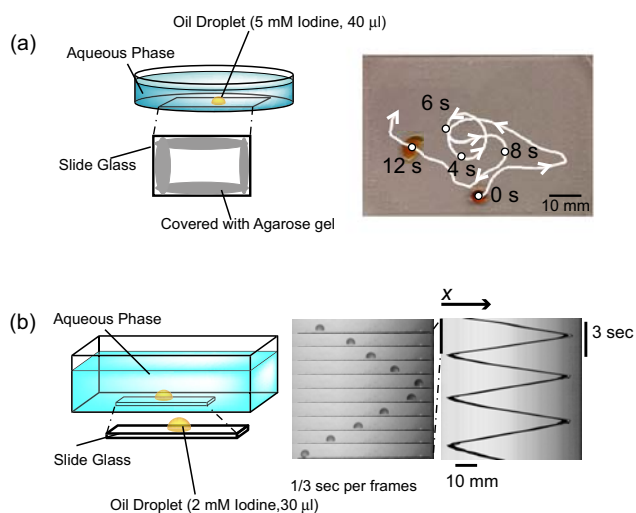 (a)
Oil Droplet (5 mM Iodine, 40 μl)
Aqueous Phase
Slide Glass
Covered with Agarose gel
6 s
8 s
4 s
12 s
0 s
10 mm
(b)
Aqueous Phase
Slide Glass
Oil Droplet (2 mM Iodine,30 μl)
1/3 sec per frames
x
3 sec
10 mm